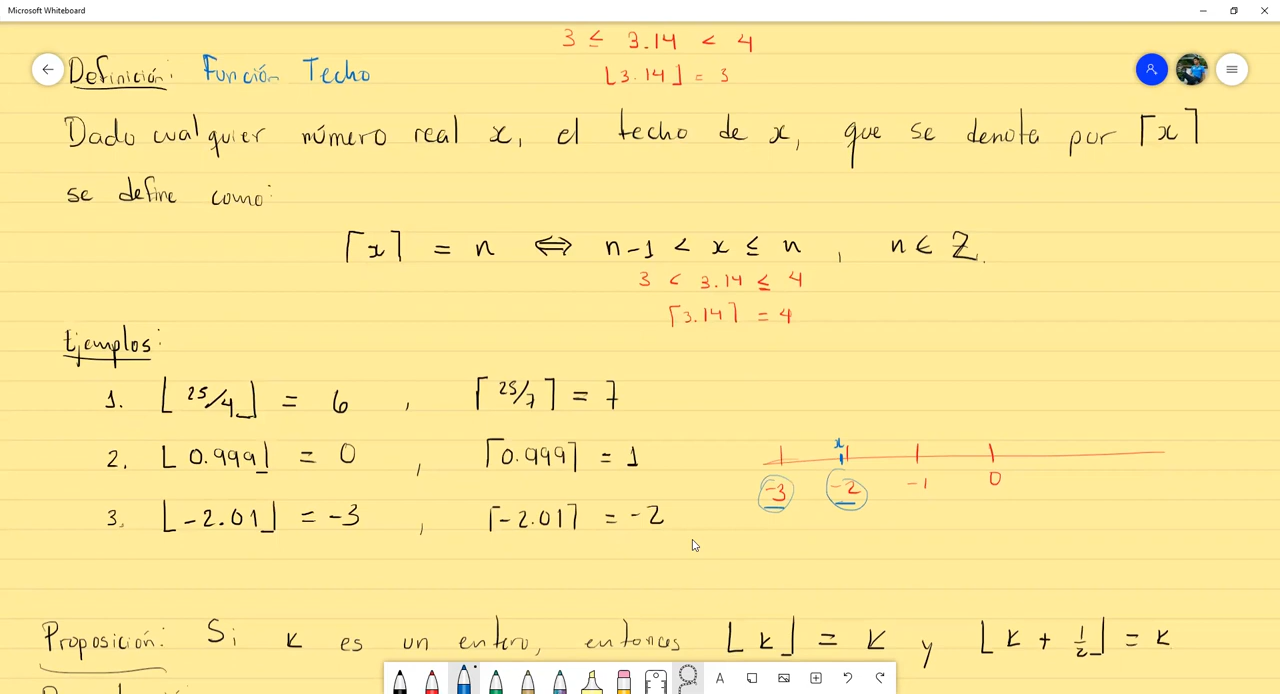 Microsoft Whiteboard
3 ≤ 3.14 < 4
Definición: Función Techo
⌊3.14⌋ = 3
Dado cualquier número real x, el techo de x, que se denota por ⌈x⌉
se define como:
⌈x⌉ = n ⟺ n-1 < x ≤ n , n ∈ Z.
3 < 3.14 ≤ 4
⌈3.14⌉ = 4
Ejemplos:
1. ⌊25/4⌋ = 6 , ⌈25/7⌉ = 7
2. ⌊0.999⌋ = 0 , ⌈0.999⌉ = 1
x
-3 -2 -1 0
3. ⌊-2.01⌋ = -3 , ⌈-2.01⌉ = -2
Proposición: Si k es un entero, entonces ⌊k⌋ = k y ⌊k + 1/2⌋ = k